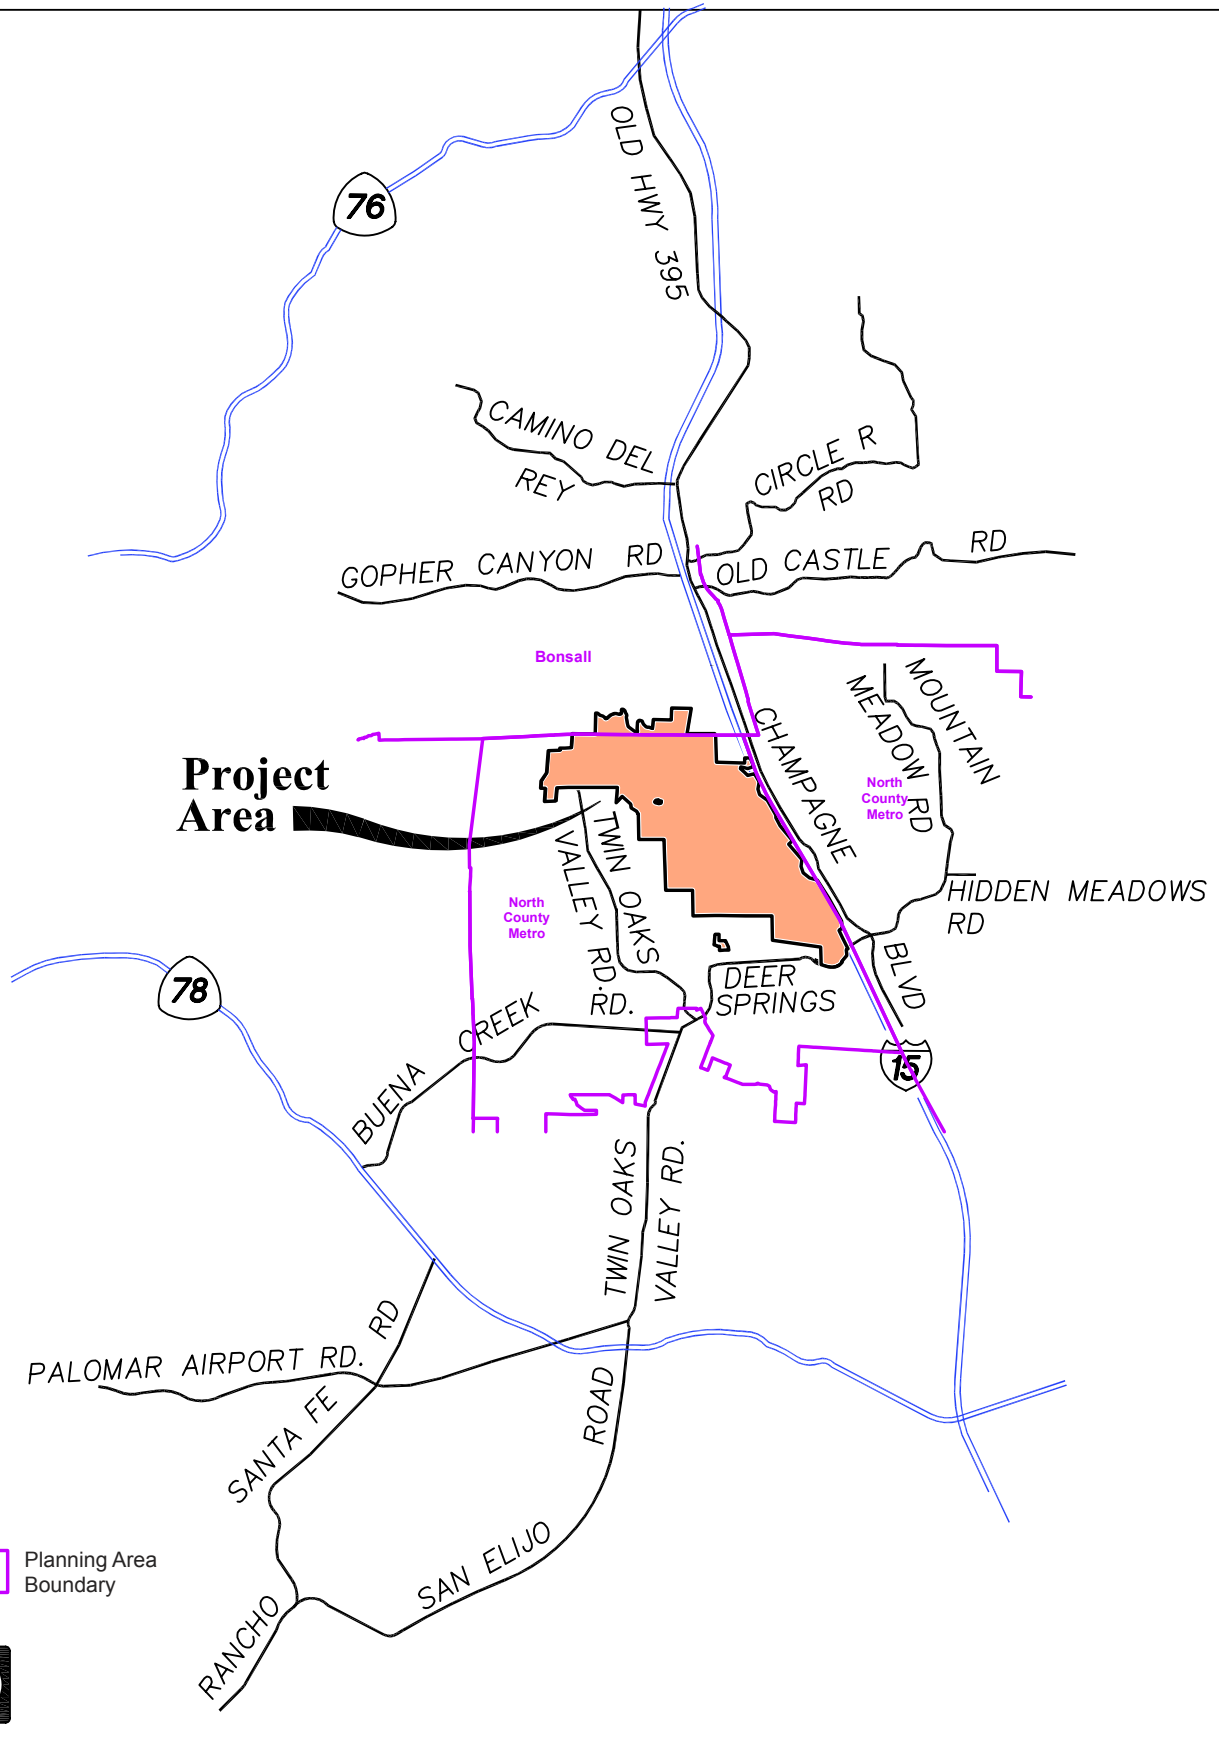 OLD HWY 395
76
CAMINO DEL
REY
CIRCLE R
RD
GOPHER CANYON RD
OLD CASTLE RD
Bonsall
MOUNTAIN
MEADOW RD
CHAMPAGNE
BLVD
Project
Area
North
County
Metro
TWIN OAKS
VALLEY RD.
North
County
Metro
HIDDEN MEADOWS
RD
78
DEER
SPRINGS
RD.
BUENA CREEK
15
TWIN OAKS
VALLEY RD.
PALOMAR AIRPORT RD.
RANCHO SANTA FE RD
SAN ELIJO ROAD
Planning Area
Boundary